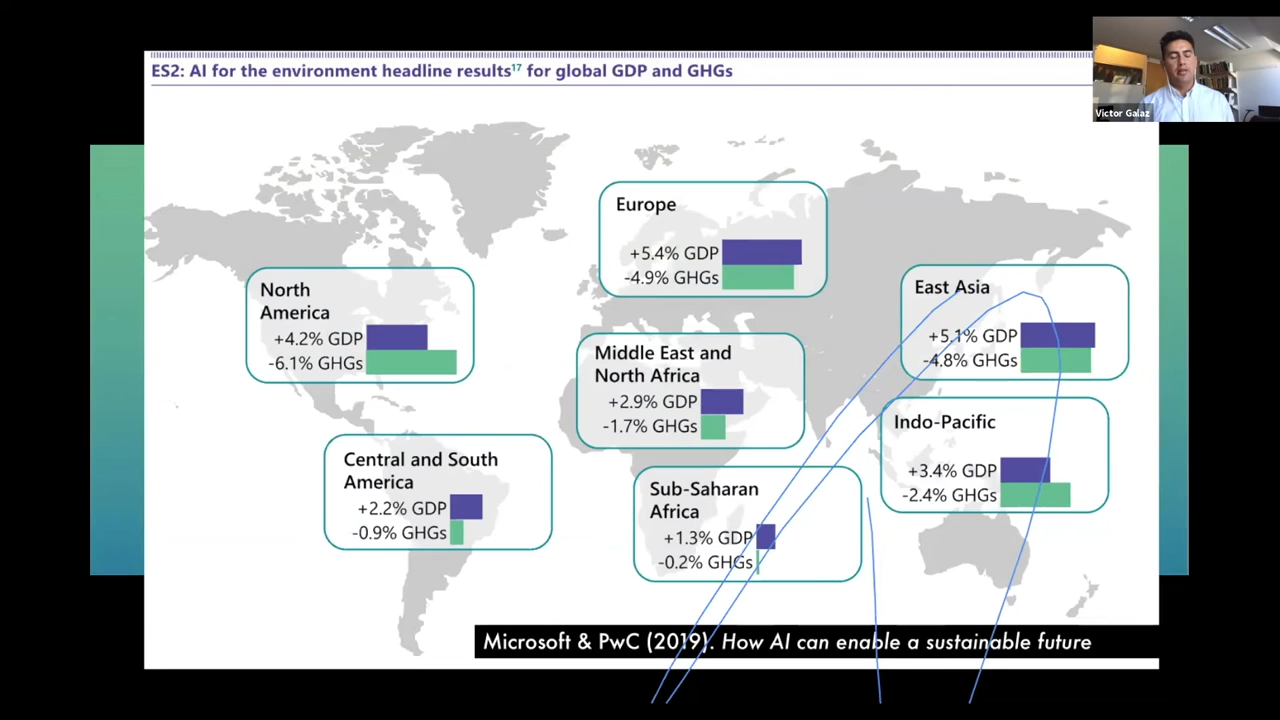 ES2: AI for the environment headline results17 for global GDP and GHGs
Victor Galaz
Europe
+5.4% GDP
-4.9% GHGs
North
America
+4.2% GDP
-6.1% GHGs
East Asia
+5.1% GDP
-4.8% GHGs
Middle East and
North Africa
+2.9% GDP
-1.7% GHGs
Indo-Pacific
+3.4% GDP
-2.4% GHGs
Central and South
America
+2.2% GDP
-0.9% GHGs
Sub-Saharan
Africa
+1.3% GDP
-0.2% GHGs
Microsoft & PwC (2019). How AI can enable a sustainable future